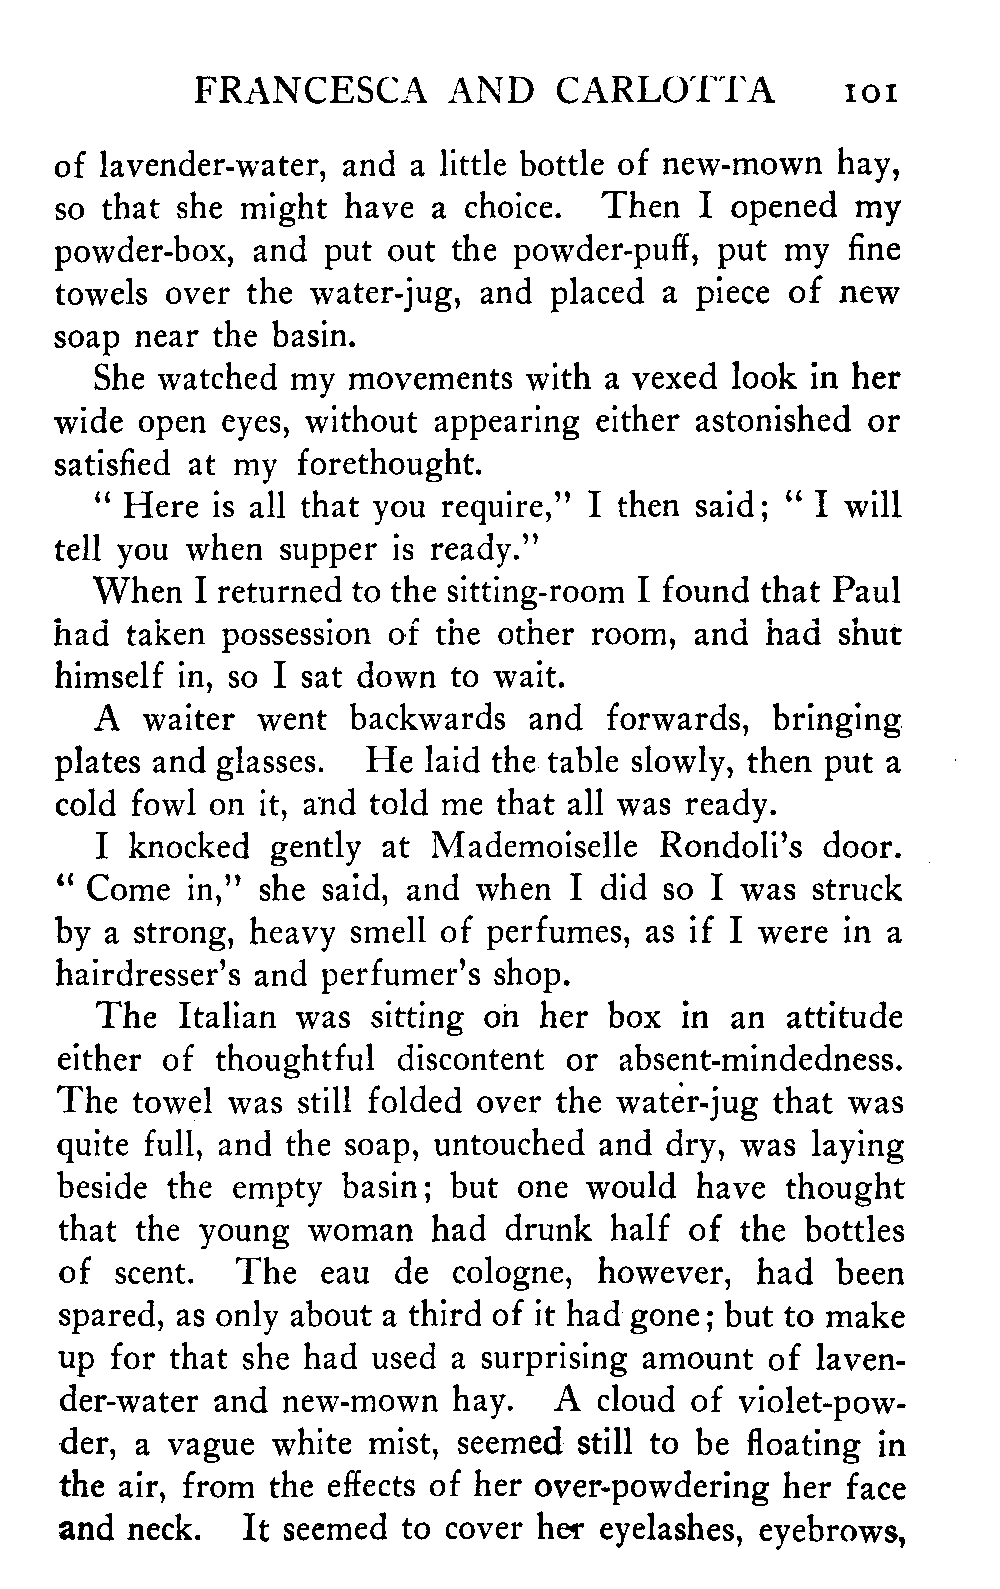 FRANCESCA AND CARLOTTA 101
of lavender-water, and a little bottle of new-mown hay,
so that she might have a choice. Then I opened my
powder-box, and put out the powder-puff, put my fine
towels over the water-jug, and placed a piece of new
soap near the basin.
She watched my movements with a vexed look in her
wide open eyes, without appearing either astonished or
satisfied at my forethought.
“ Here is all that you require,” I then said; “ I will
tell you when supper is ready.”
When I returned to the sitting-room I found that Paul
had taken possession of the other room, and had shut
himself in, so I sat down to wait.
A waiter went backwards and forwards, bringing
plates and glasses. He laid the table slowly, then put a
cold fowl on it, and told me that all was ready.
I knocked gently at Mademoiselle Rondoli’s door.
“ Come in,” she said, and when I did so I was struck
by a strong, heavy smell of perfumes, as if I were in a
hairdresser’s and perfumer’s shop.
The Italian was sitting on her box in an attitude
either of thoughtful discontent or absent-mindedness.
The towel was still folded over the water-jug that was
quite full, and the soap, untouched and dry, was laying
beside the empty basin; but one would have thought
that the young woman had drunk half of the bottles
of scent. The eau de cologne, however, had been
spared, as only about a third of it had gone; but to make
up for that she had used a surprising amount of laven-
der-water and new-mown hay. A cloud of violet-pow-
der, a vague white mist, seemed still to be floating in
the air, from the effects of her over-powdering her face
and neck. It seemed to cover her eyelashes, eyebrows,